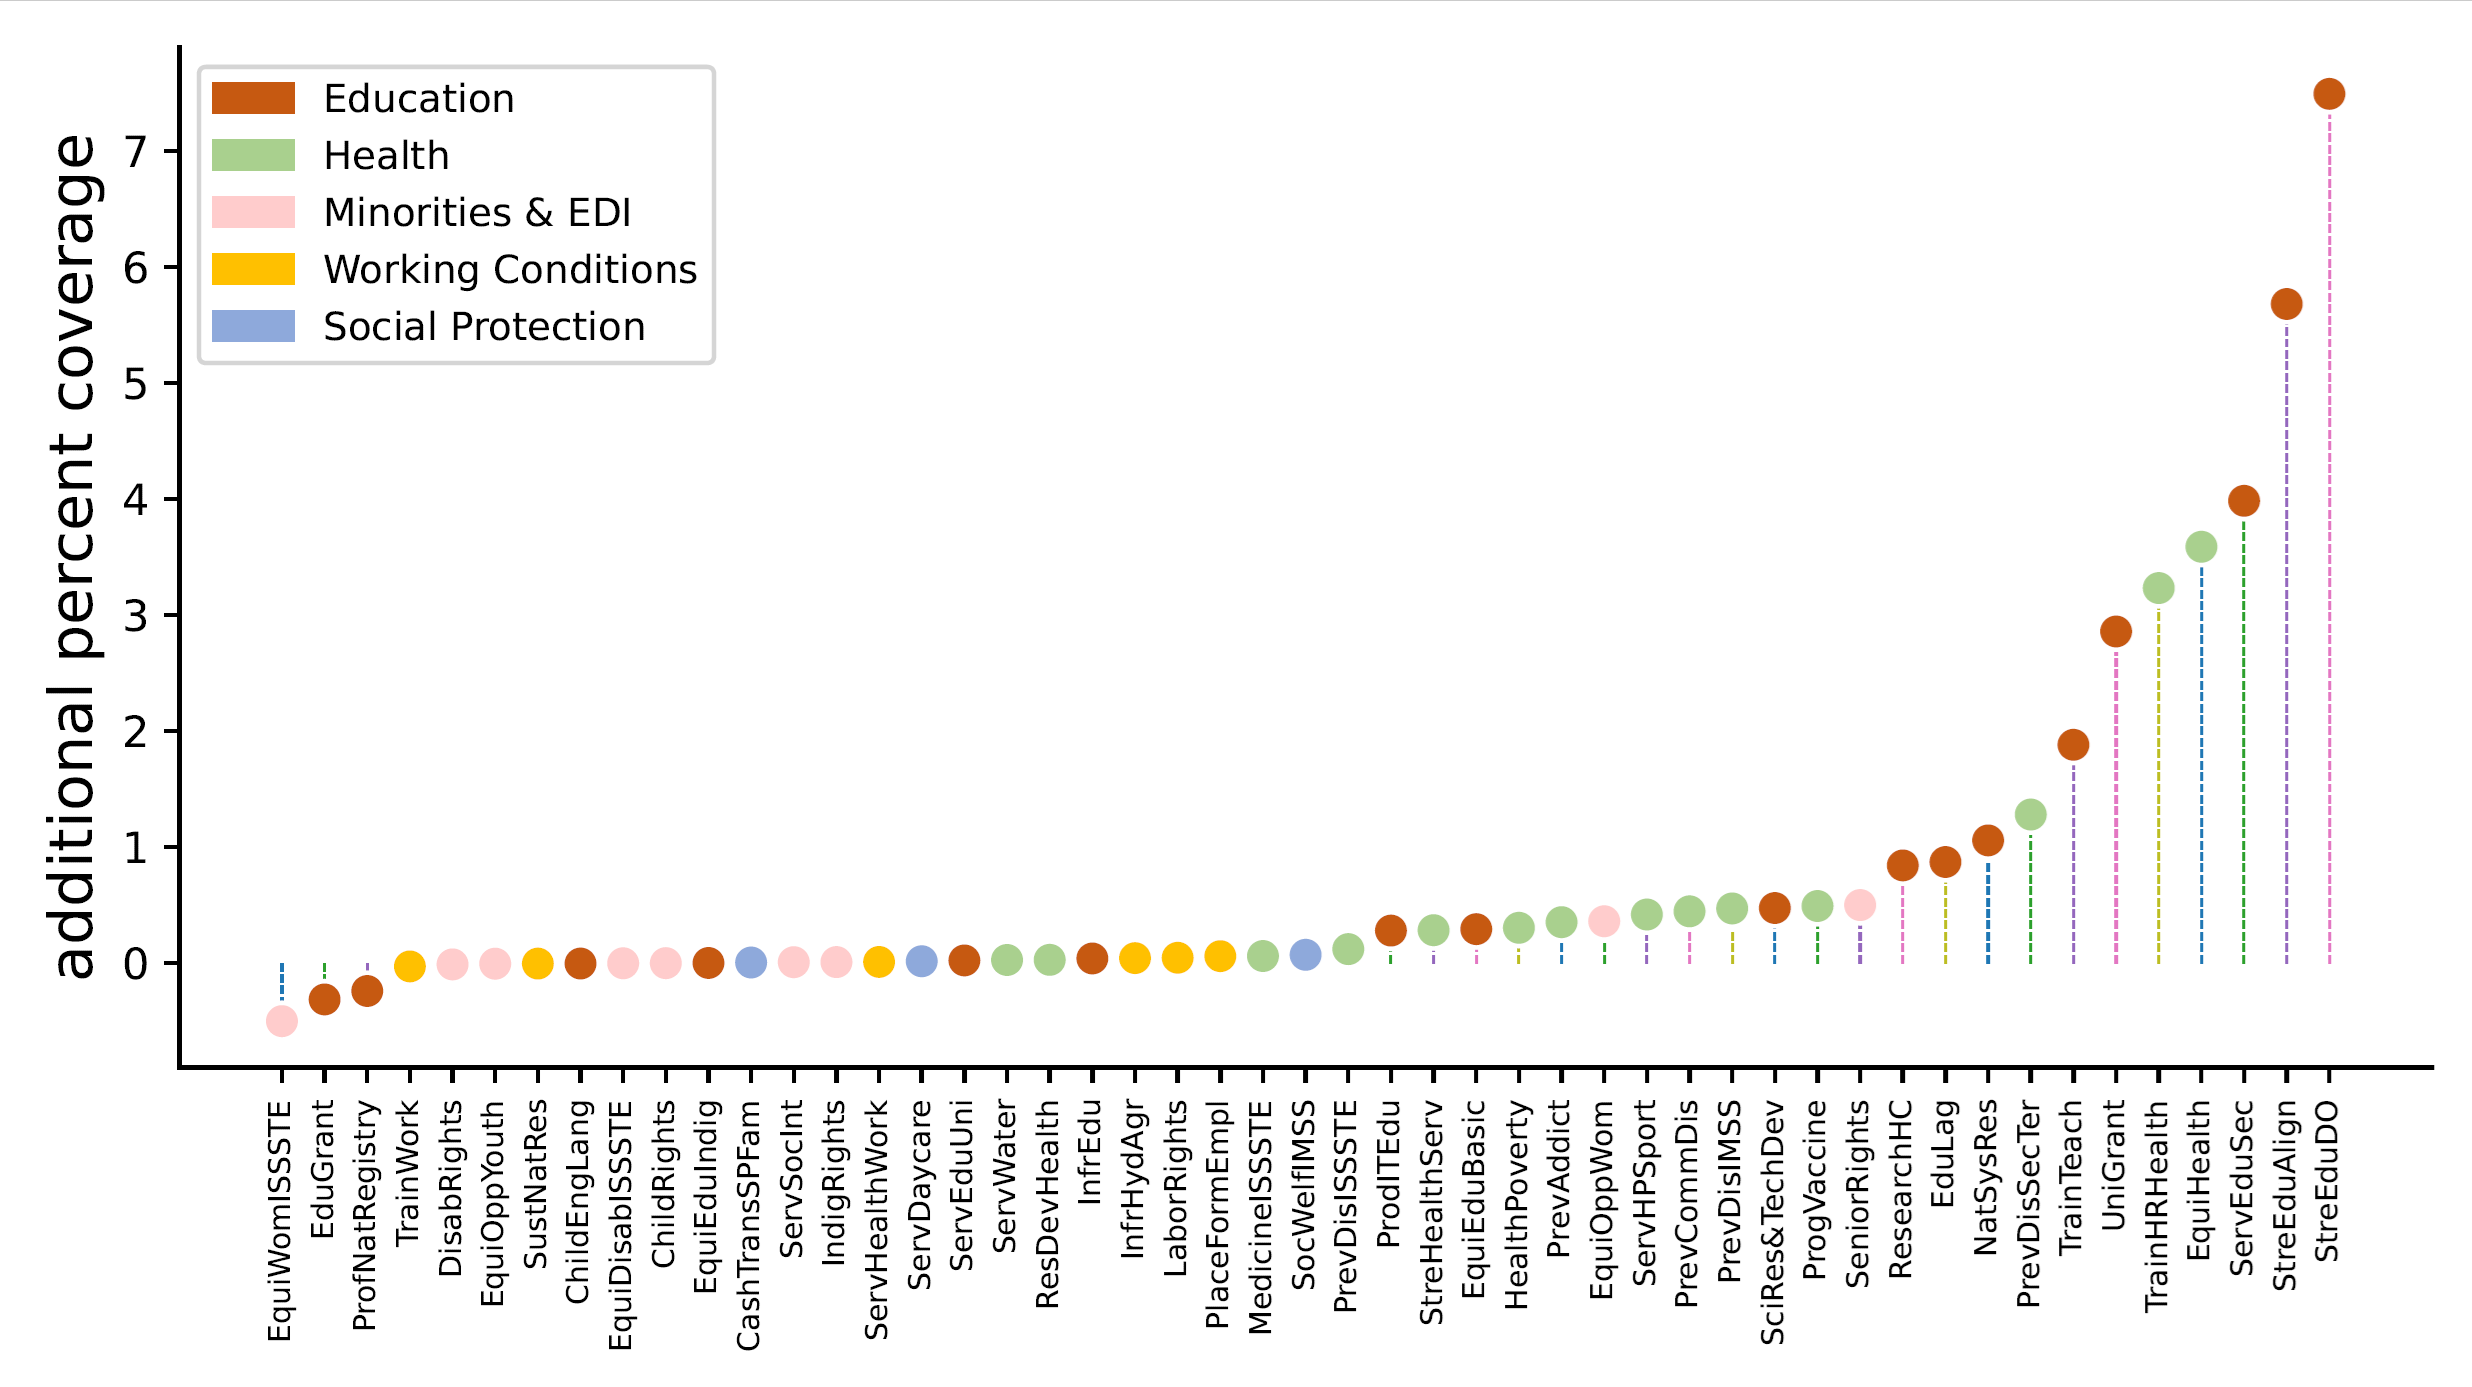 additional percent coverage
7
6
5
4
3
2
1
0
Education
Health
Minorities & EDI
Working Conditions
Social Protection
EquiWomISSSTE
EduGrant
ProfNatRegistry
TrainWork
DisabRights
EquiOppYouth
SustNatRes
ChildEngLang
EquiDisabISSSTE
ChildRights
EquiEduIndig
CashTransSPFam
ServSocInt
IndigRights
ServHealthWork
ServDaycare
ServEduUni
ServWater
ResDevHealth
InfrEdu
InfrHydAgr
LaborRights
PlaceFormEmpl
MedicineISSSTE
SocWelfIMSS
PrevDisISSSTE
ProdITEdu
StreHealthServ
EquiEduBasic
HealthPoverty
PrevAddict
EquiOppWom
ServHPSport
PrevCommDis
PrevDisIMSS
SciRes&TechDev
ProgVaccine
SeniorRights
ResearchHC
EduLag
NatSysRes
PrevDisSecTer
TrainTeach
UniGrant
TrainHRHealth
EquiHealth
ServEduSec
StreEduAlign
StreEduDO